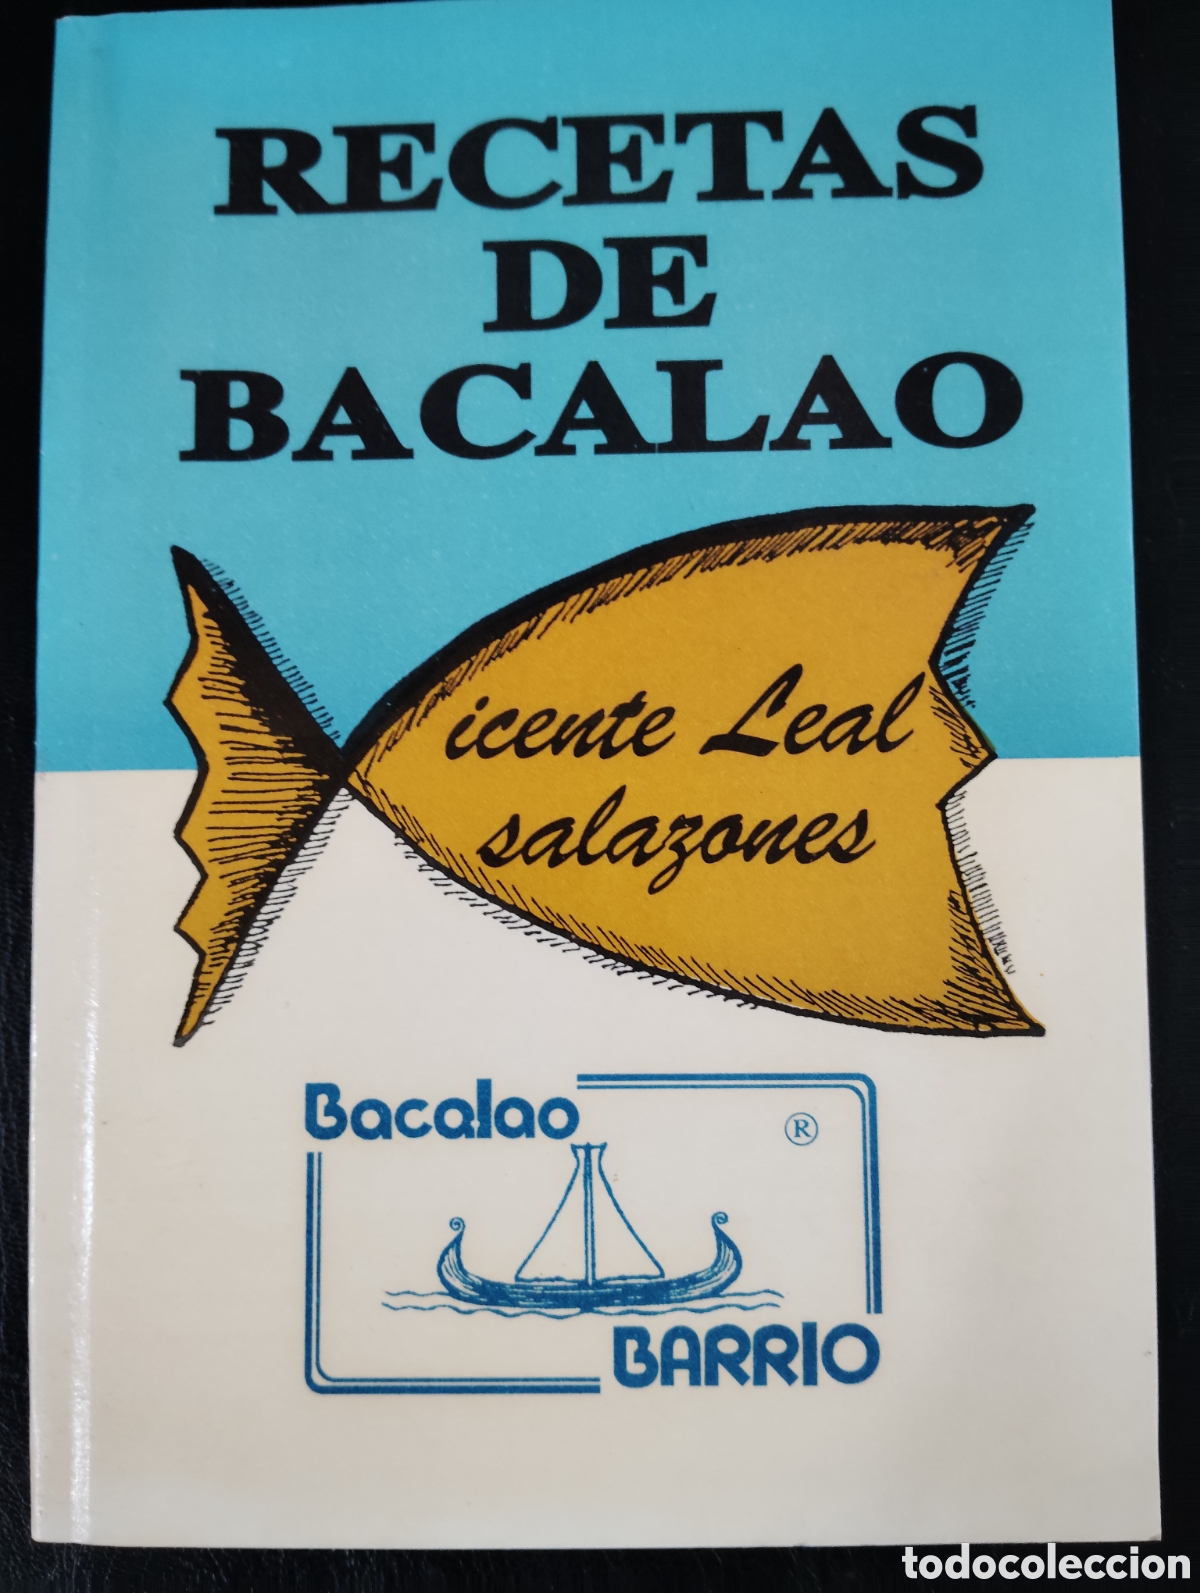 RECETAS
DE
BACALAO
icente Leal
salazones
Bacalao
®
BARRIO
todocoleccion